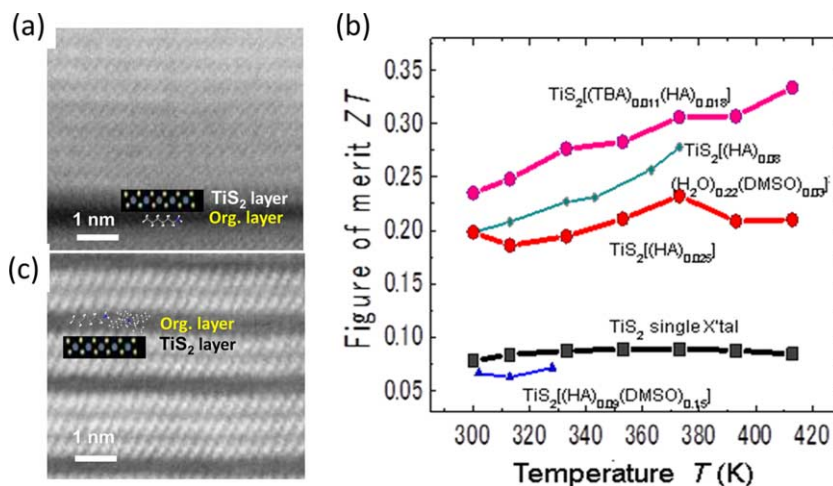 (a)
TiS2 layer
Org. layer
1 nm
(c)
Org. layer
TiS2 layer
1 nm
(b)
Figure of merit ZT
0.35
0.30
0.25
0.20
0.15
0.10
0.05
TiS2[(TBA)0.011(HA)0.018]
TiS2[(HA)0.08
(H2O)0.22(DMSO)0.03]
TiS2[(HA)0.025]
TiS2 single X'tal
TiS2[(HA)0.09(DMSO)0.15]
300 320 340 360 380 400 420
Temperature T (K)